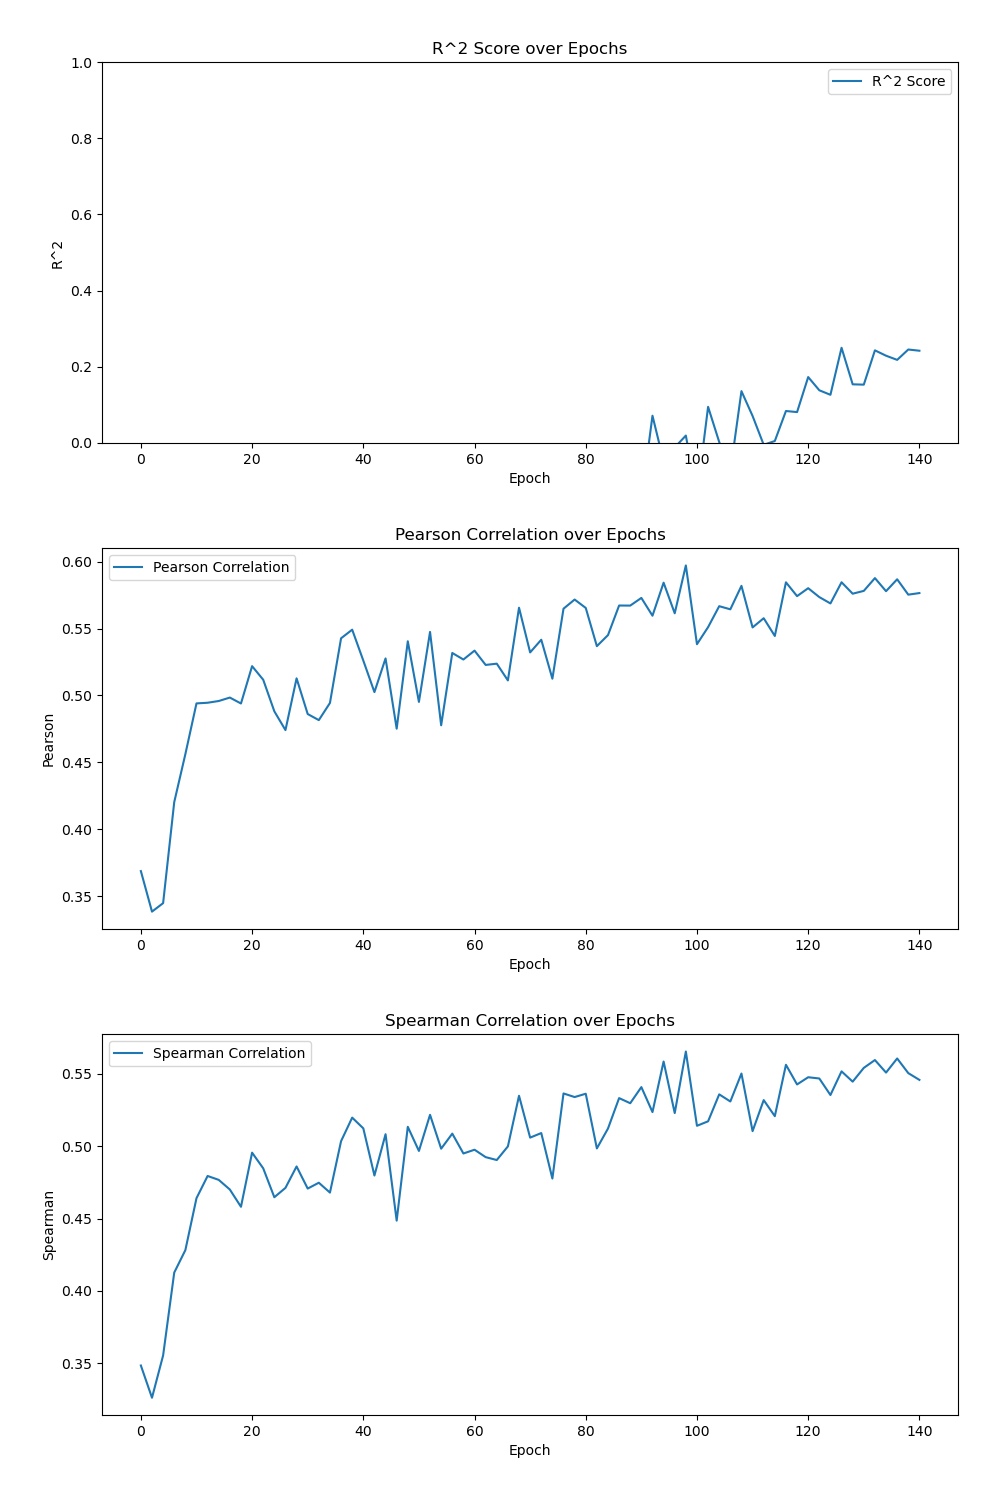 R^2 Score over Epochs
R^2 Score
1.0
0.8
0.6
0.4
0.2
0.0
R^2
0 20 40 60 80 100 120 140
Epoch
Pearson Correlation over Epochs
Pearson Correlation
0.60
0.55
0.50
0.45
0.40
0.35
Pearson
0 20 40 60 80 100 120 140
Epoch
Spearman Correlation over Epochs
Spearman Correlation
0.55
0.50
0.45
0.40
0.35
Spearman
0 20 40 60 80 100 120 140
Epoch